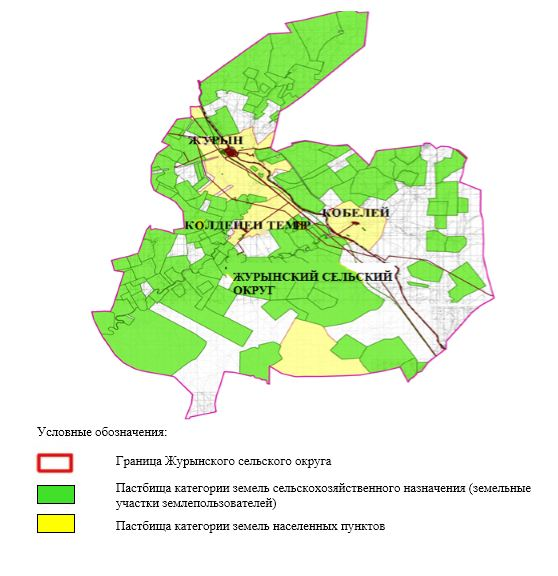 ЖУРЫН
КОБЕЛЕЙ
КОЛДЕНЕН ТЕМІР
ЖУРЫНСКИЙ СЕЛЬСКИЙ
ОКРУГ
Условные обозначения:
Граница Журынского сельского округа
Пастбища категории земель сельскохозяйственного назначения (земельные
участки землепользователей)
Пастбища категории земель населенных пунктов